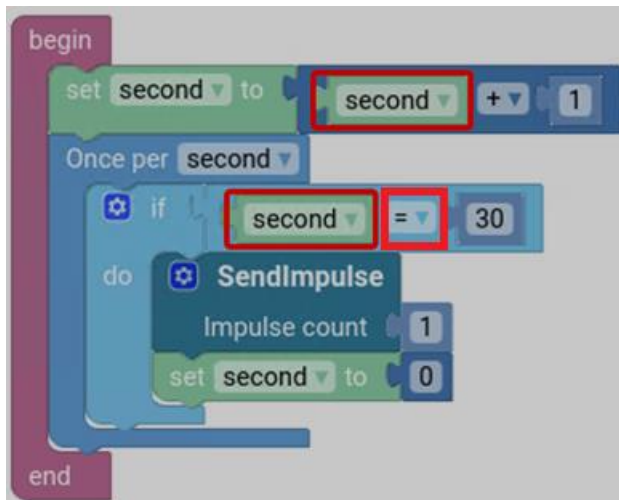 begin
set second to second + 1
Once per second
if second = 30
do SendImpulse
Impulse count 1
set second to 0
end